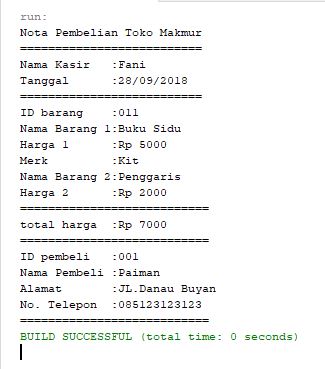 run:
Nota Pembelian Toko Makmur
==========================
Nama Kasir   :Fani
Tanggal      :28/09/2018
==========================
ID barang    :011
Nama Barang 1:Buku Sidu
Harga 1      :Rp 5000
Merk         :Kit
Nama Barang 2:Penggaris
Harga 2      :Rp 2000
===========================
total harga  :Rp 7000
===========================
ID pembeli   :001
Nama Pembeli :Paiman
Alamat       :JL.Danau Buyan
No. Telepon  :085123123123
===========================
BUILD SUCCESSFUL (total time: 0 seconds)